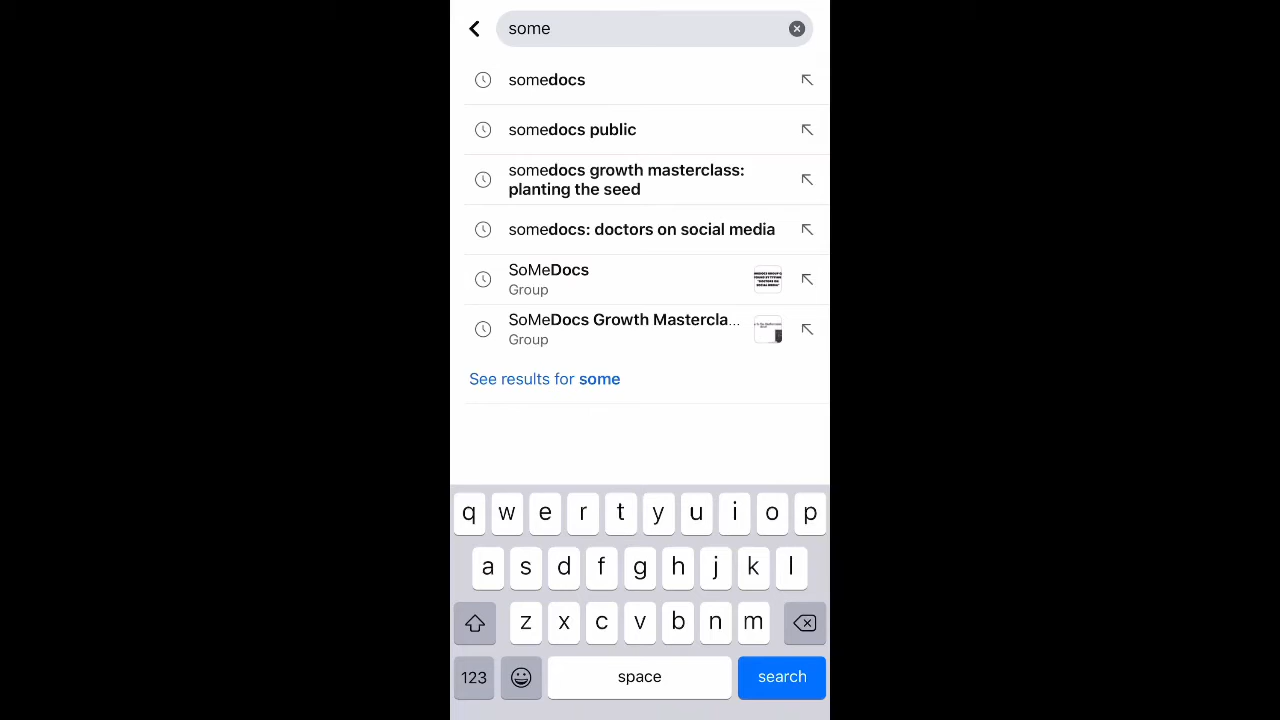 some
somedocs
somedocs public
somedocs growth masterclass:
planting the seed
somedocs: doctors on social media
SoMeDocs
Group
SoMeDocs Growth Mastercla...
Group
See results for some
q w e r t y u i o p
a s d f g h j k l
z x c v b n m
123 space search